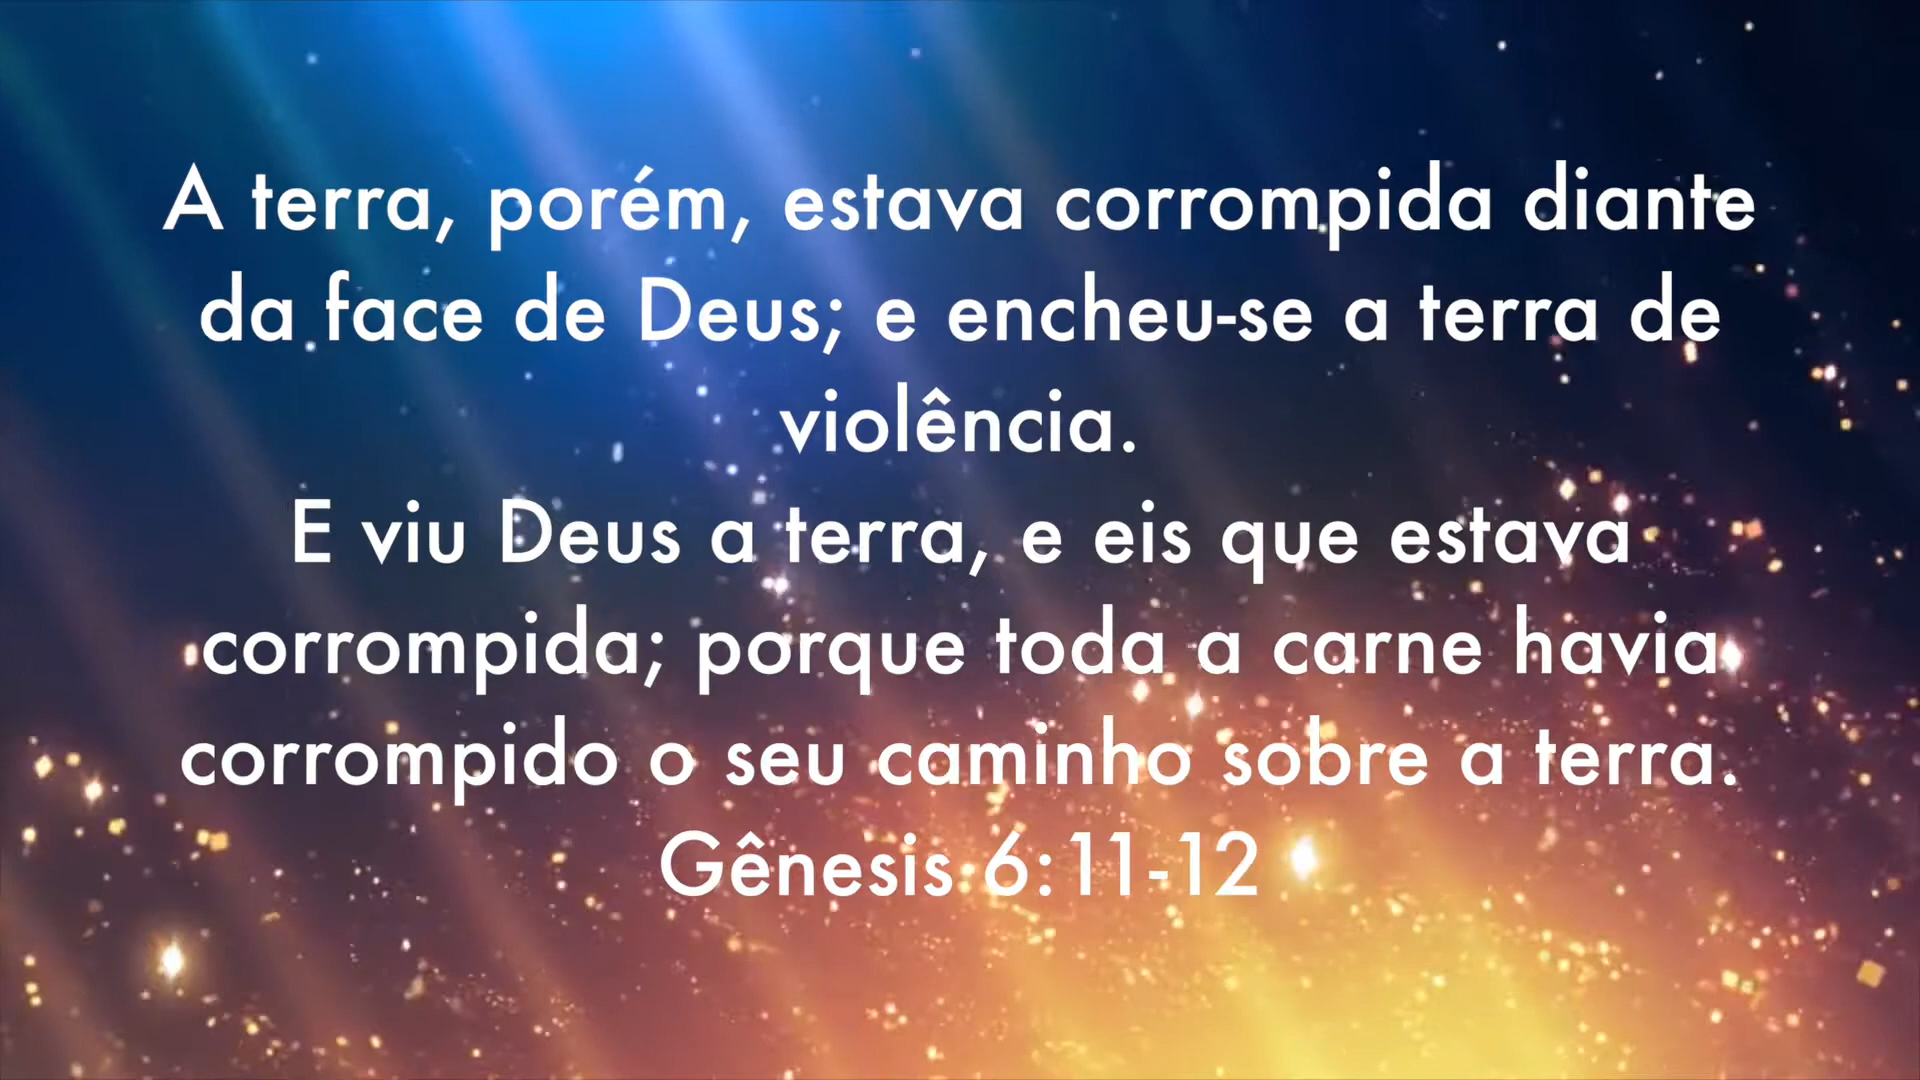 A terra, porém, estava corrompida diante
da face de Deus; e encheu-se a terra de
violência.
E viu Deus a terra, e eis que estava
corrompida; porque toda a carne havia
corrompido o seu caminho sobre a terra.
Gênesis 6:11-12